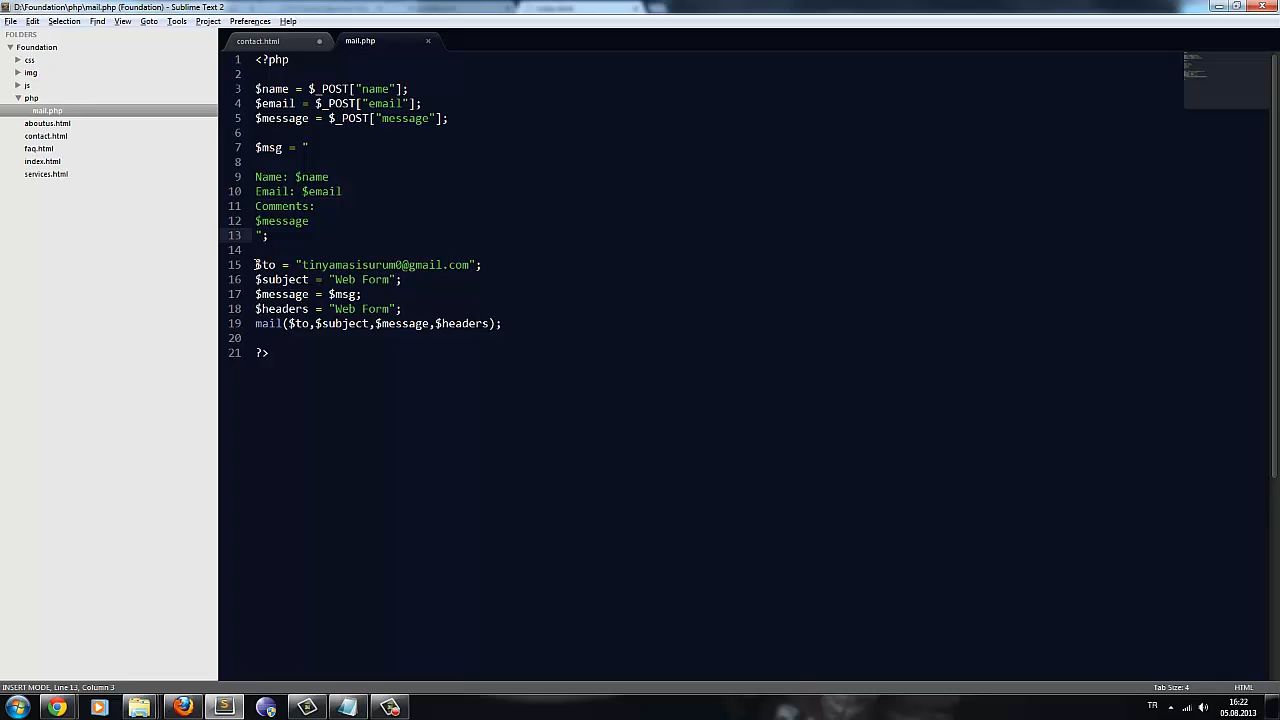 D:\Foundation\php\mail.php (Foundation) - Sublime Text 2
File Edit Selection Find View Goto Tools Project Preferences Help
FOLDERS
Foundation
css
img
js
php
mail.php
aboutus.html
contact.html
faq.html
index.html
services.html
contact.html
mail.php
1 <?php
2
3 $name = $_POST["name"];
4 $email = $_POST["email"];
5 $message = $_POST["message"];
6
7 $msg = "
8
9 Name: $name
10 Email: $email
11 Comments:
12 $message
13 ";
14
15 $to = "tinyamasisurum0@gmail.com";
16 $subject = "Web Form";
17 $message = $msg;
18 $headers = "Web Form";
19 mail($to,$subject,$message,$headers);
20
21 ?>
INSERT MODE, Line 13, Column 3
Tab Size: 4
HTML
TR
16:22
05.08.2013